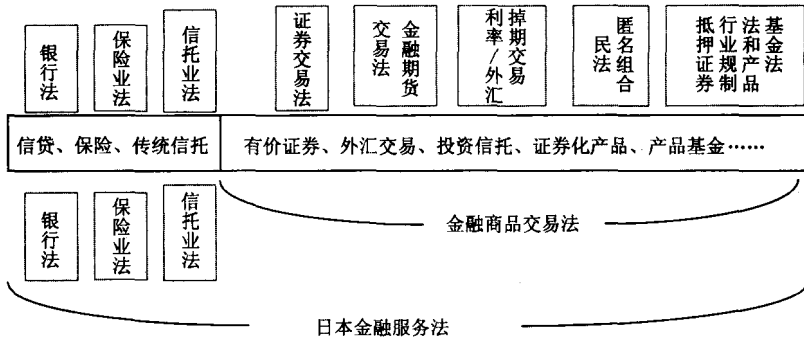 银行法
保险业法
信托业法
证券交易法
金融期货
交易法
利率/外汇
掉期交易
民法
匿名组合
抵押证券
行业规制
法和产品
基金法
信贷、保险、传统信托
有价证券、外汇交易、投资信托、证券化产品、产品基金……
银行法
保险业法
信托业法
金融商品交易法
日本金融服务法